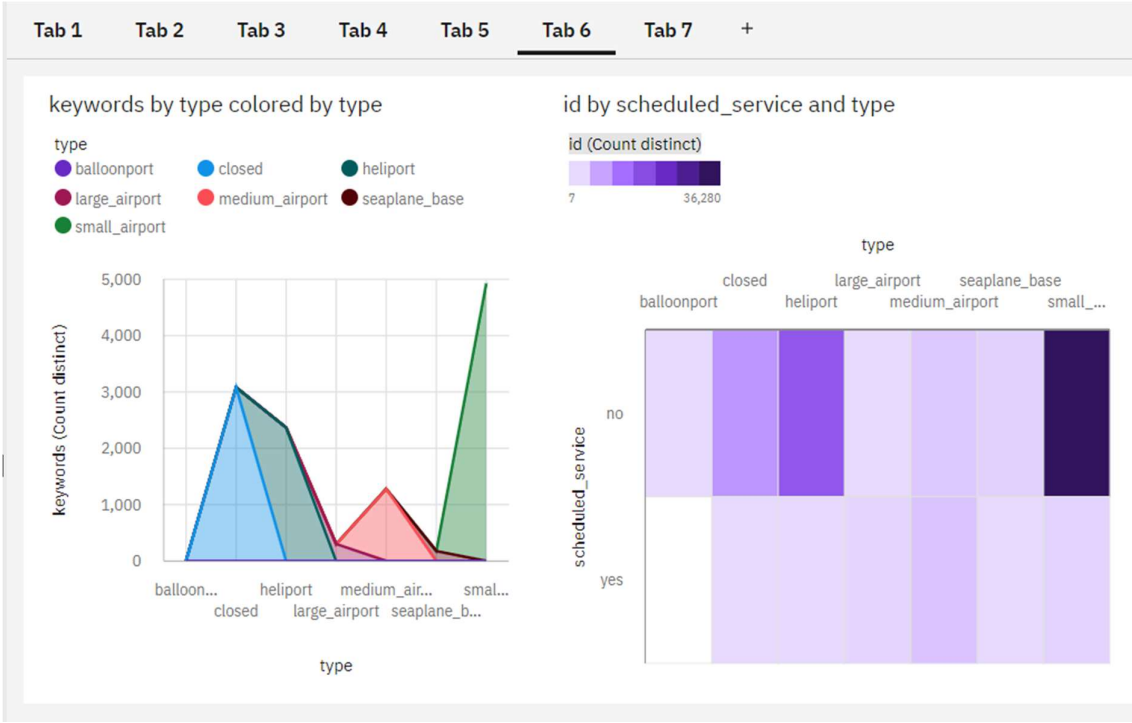 Tab 1 Tab 2 Tab 3 Tab 4 Tab 5 Tab 6 Tab 7 +
keywords by type colored by type
type
balloonport closed heliport
large_airport medium_airport seaplane_base
small_airport
5,000
4,000
3,000
2,000
1,000
0
keywords (Count distinct)
balloon... heliport medium_air... smal...
closed large_airport seaplane_b...
type
id by scheduled_service and type
id (Count distinct)
7 36,280
type
closed large_airport seaplane_base
balloonport heliport medium_airport small_...
no
yes
scheduled_service